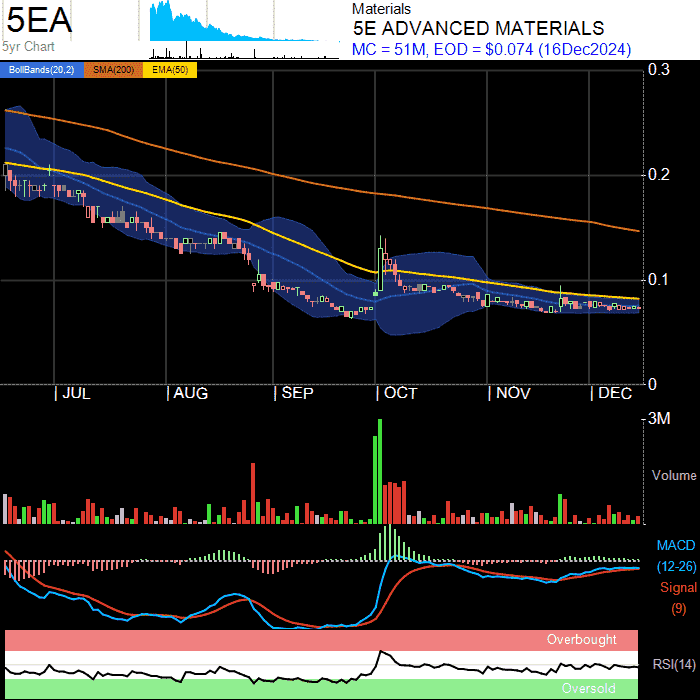 5EA
5yr Chart
Materials
5E ADVANCED MATERIALS
MC = 51M, EOD = $0.074 (16Dec2024)
BollBands(20,2) SMA(200) EMA(50)
0.3
0.2
0.1
0
| JUL | AUG | SEP | OCT | NOV | DEC
3M
Volume
MACD
(12-26)
Signal
(9)
Overbought
RSI(14)
Oversold